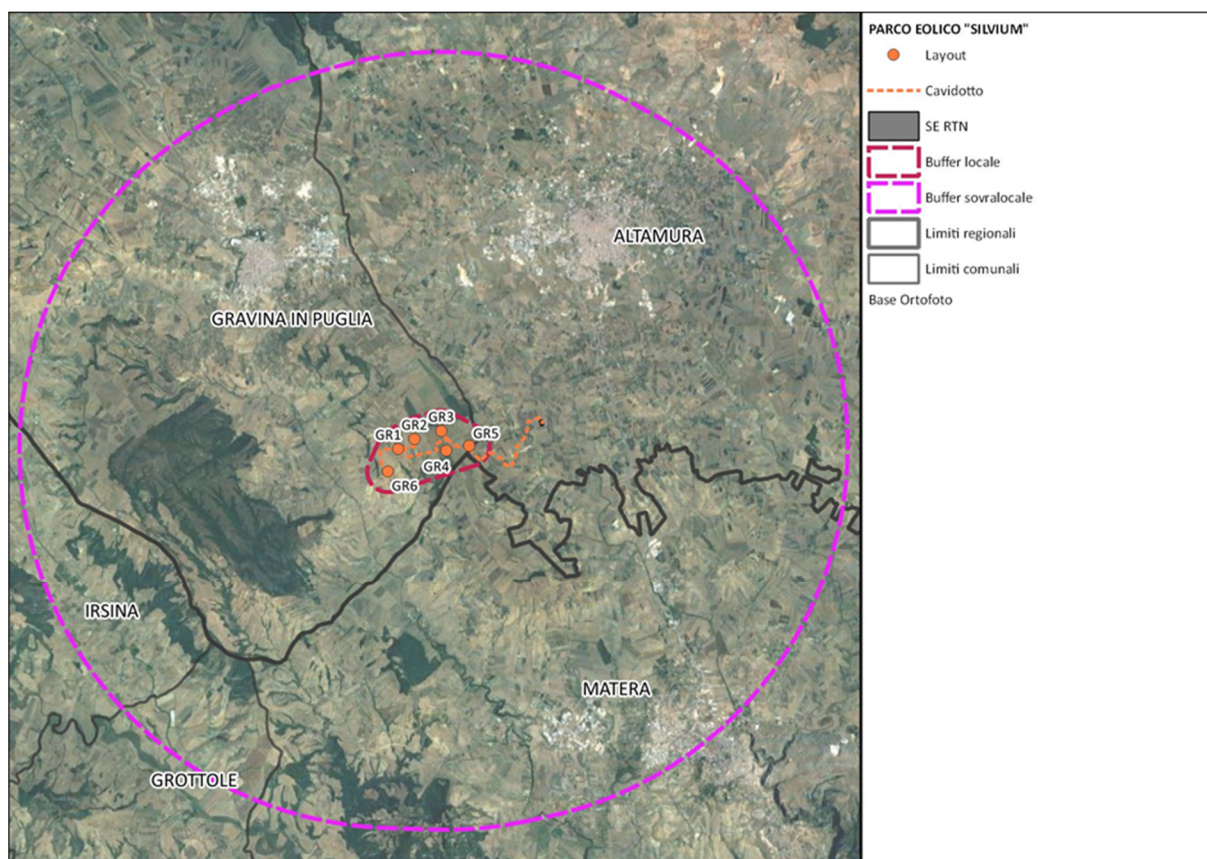 PARCO EOLICO "SILVIUM"
Layout
Cavidotto
SE RTN
Buffer locale
Buffer sovralocale
Limiti regionali
Limiti comunali
Base Ortofoto
ALTAMURA
GRAVINA IN PUGLIA
GR3
GR2
GR1
GR5
GR4
GR6
IRSINA
MATERA
GROTTOLE